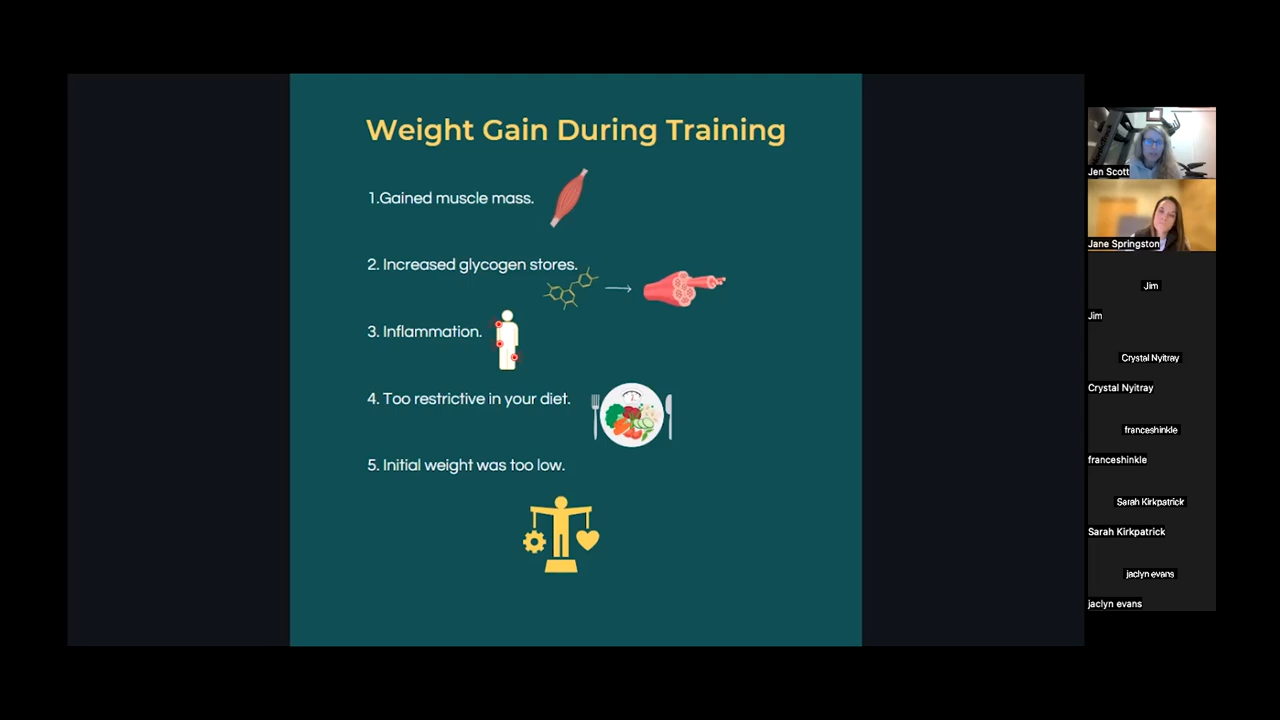 Weight Gain During Training
1.Gained muscle mass.
2. Increased glycogen stores.
3. Inflammation.
4. Too restrictive in your diet.
5. Initial weight was too low.
Jen Scott
Jane Springston
Jim
Jim
Crystal Nyitray
Crystal Nyitray
franceshinkle
franceshinkle
Sarah Kirkpatrick
Sarah Kirkpatrick
jaclyn evans
jaclyn evans